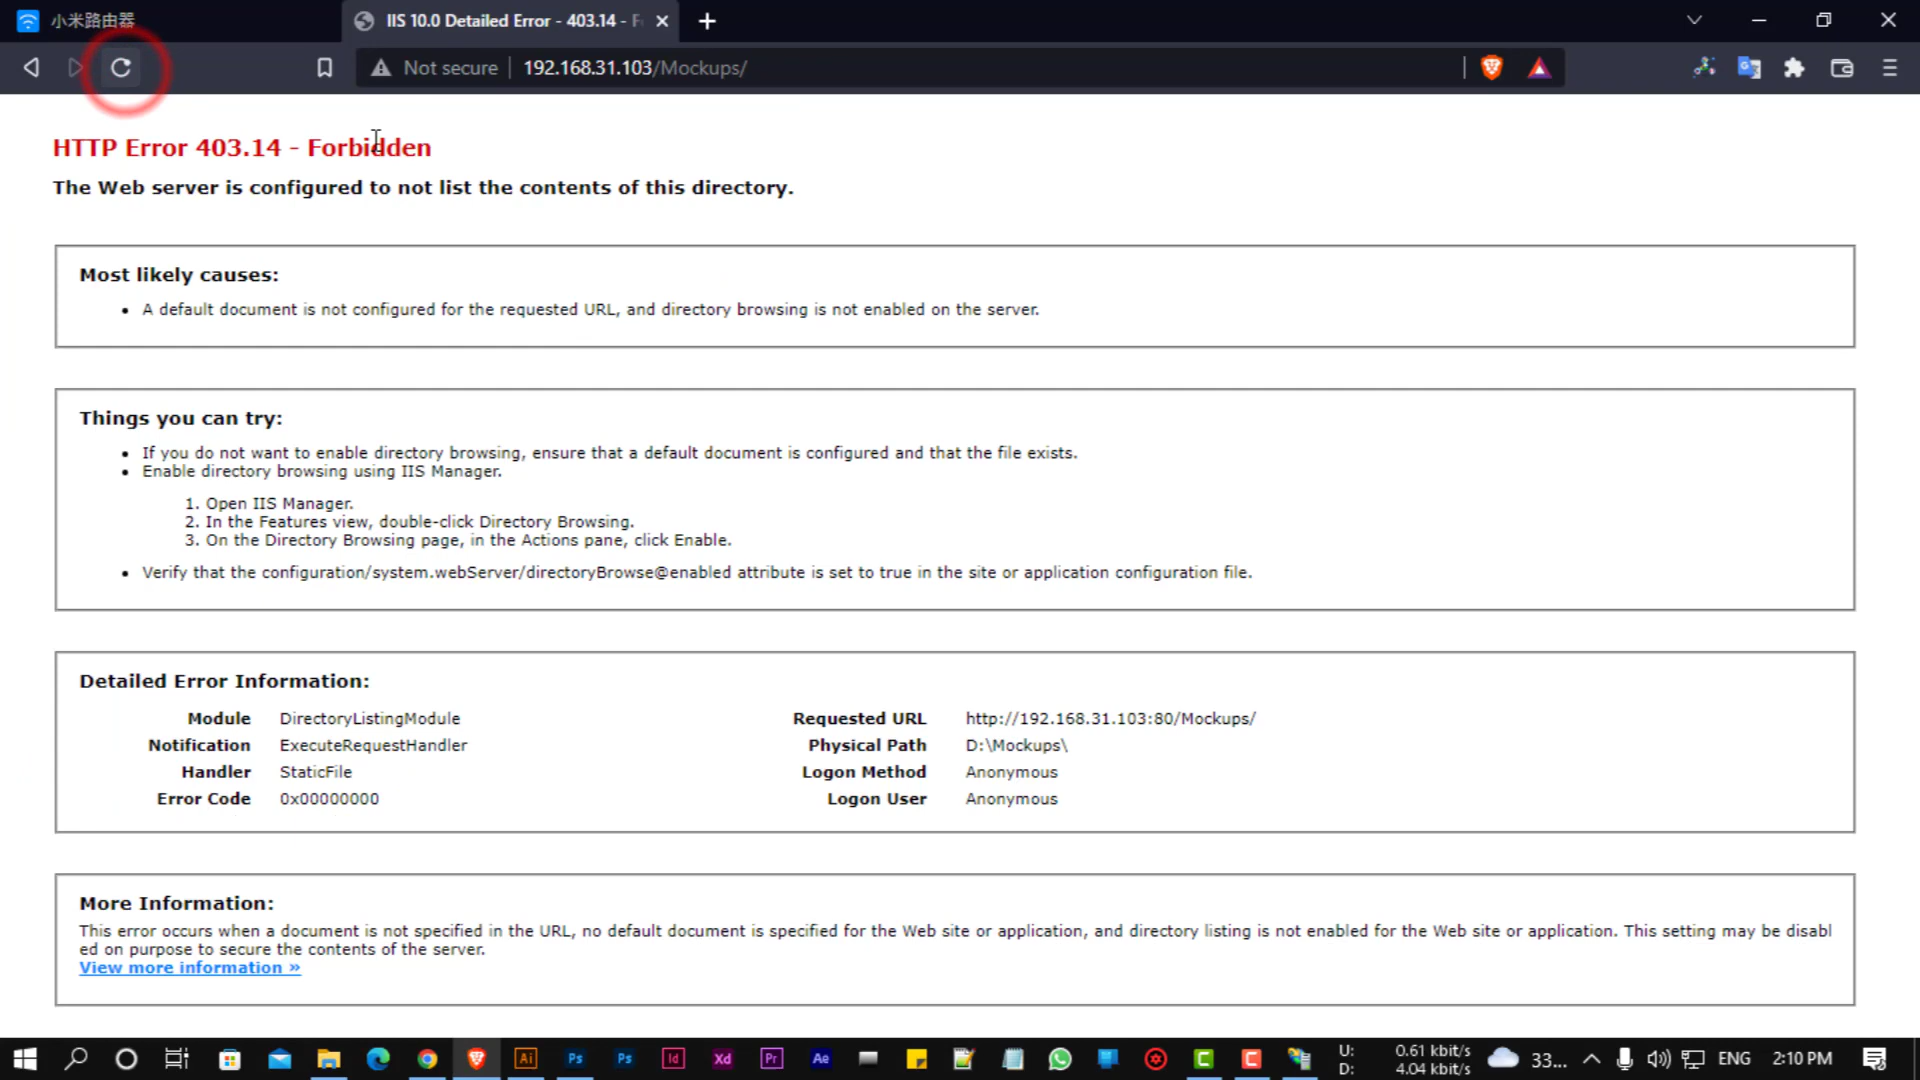 小米路由器
IIS 10.0 Detailed Error - 403.14 - F
Not secure
192.168.31.103/Mockups/
HTTP Error 403.14 - Forbidden
The Web server is configured to not list the contents of this directory.
Most likely causes:
• A default document is not configured for the requested URL, and directory browsing is not enabled on the server.
Things you can try:
• If you do not want to enable directory browsing, ensure that a default document is configured and that the file exists.
• Enable directory browsing using IIS Manager.
1. Open IIS Manager.
2. In the Features view, double-click Directory Browsing.
3. On the Directory Browsing page, in the Actions pane, click Enable.
• Verify that the configuration/system.webServer/directoryBrowse@enabled attribute is set to true in the site or application configuration file.
Detailed Error Information:
Module DirectoryListingModule
Notification ExecuteRequestHandler
Handler StaticFile
Error Code 0x00000000
Requested URL http://192.168.31.103:80/Mockups/
Physical Path D:\Mockups\
Logon Method Anonymous
Logon User Anonymous
More Information:
This error occurs when a document is not specified in the URL, no default document is specified for the Web site or application, and directory listing is not enabled for the Web site or application. This setting may be disabl
ed on purpose to secure the contents of the server.
View more information »
Ai
Ps
Ps
Id
Xd
Pr
Ae
C
C
U: 0.61 kbit/s
D: 4.04 kbit/s
33...
ENG
2:10 PM